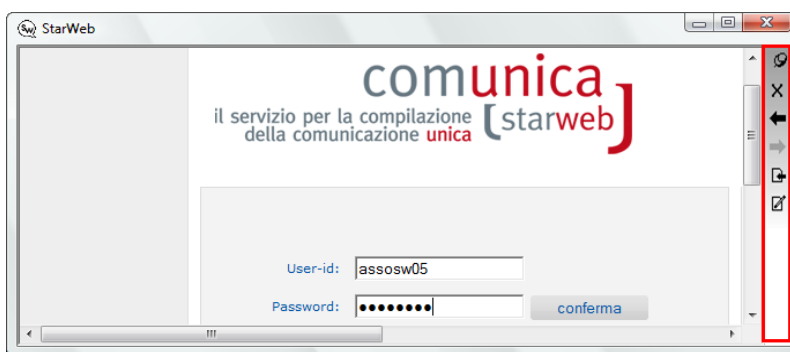 StarWeb
comunica
il servizio per la compilazione
della comunicazione unica
starweb
User-id: assosw05
Password: ●●●●●●●● conferma